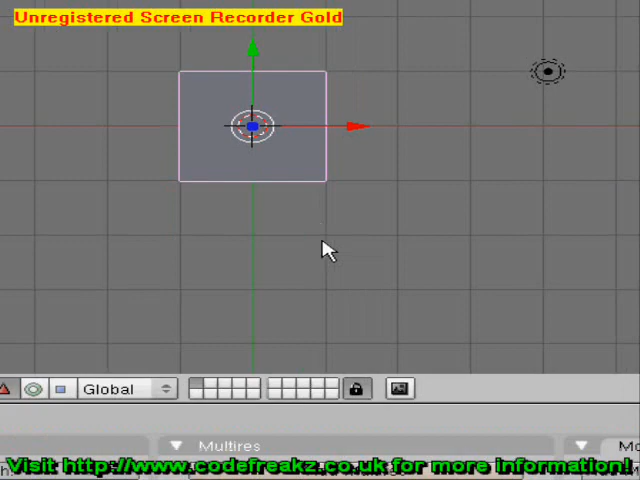 Unregistered Screen Recorder Gold
Global
Multires
Visit http://www.codefreakz.co.uk for more information!